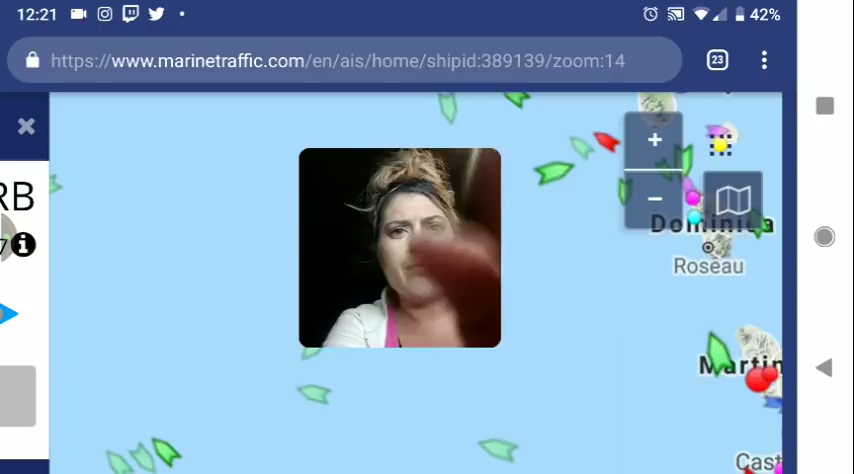 12:21
42%
https://www.marinetraffic.com/en/ais/home/shipid:389139/zoom:14
23
RB
7
+
−
Dominica
Roseau
Martin
Cast